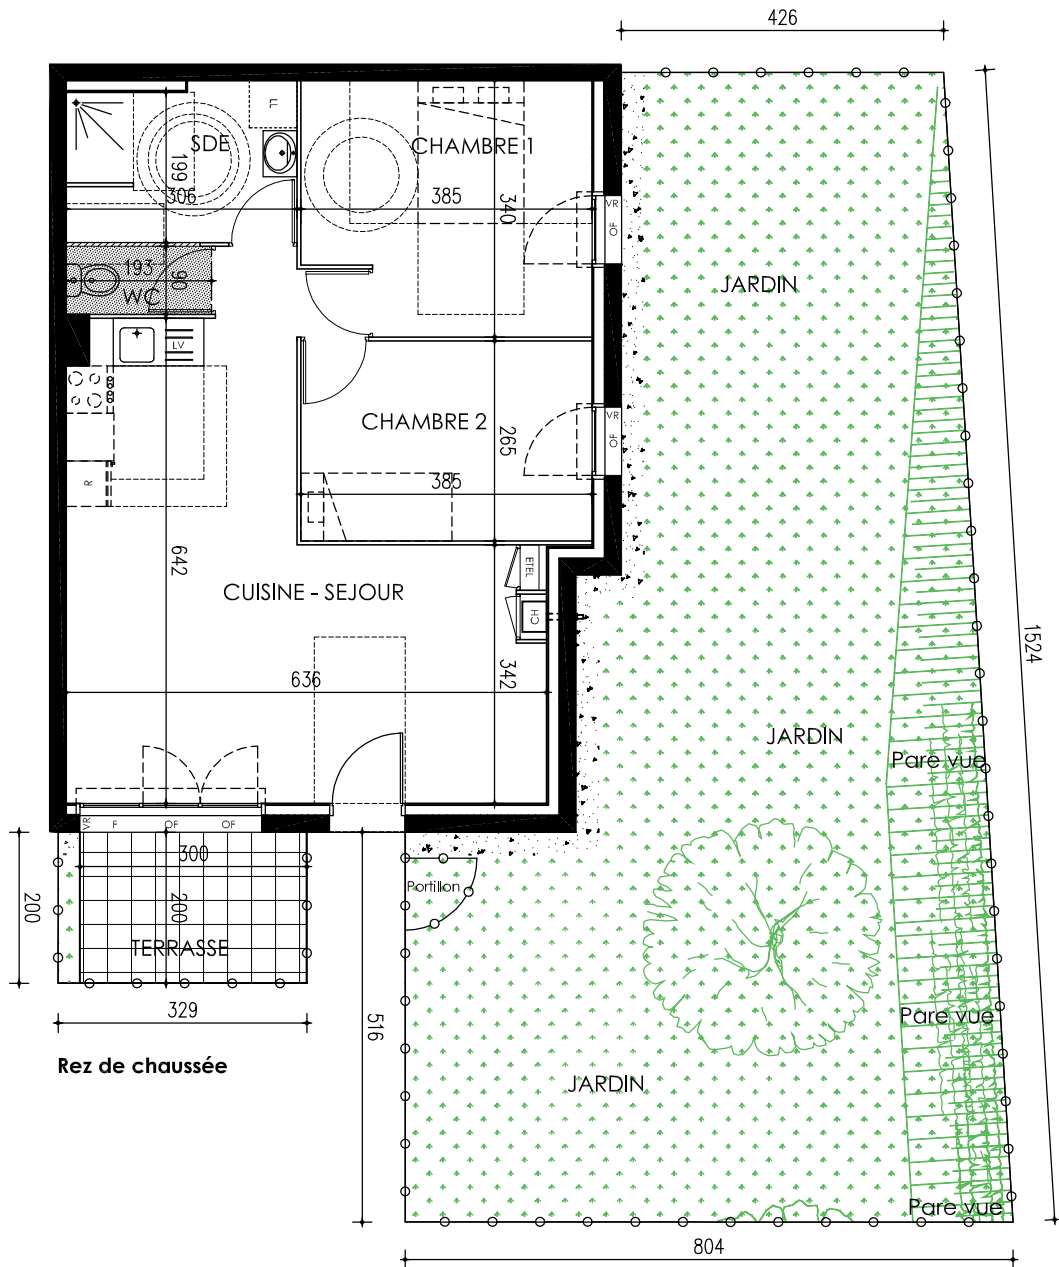 426
SDE
LL
CHAMBRE 1
199
306
385
340
VR
OF
193
WC
90
JARDIN
LV
CHAMBRE 2
VR
OF
265
385
R
642
ETEL
CUISINE - SEJOUR
CH
1524
636
342
JARDIN
Pare vue
VR
F
OF
OF
300
200
200
Portillon
TERRASSE
329
516
Pare vue
Rez de chaussée
JARDIN
Pare vue
804